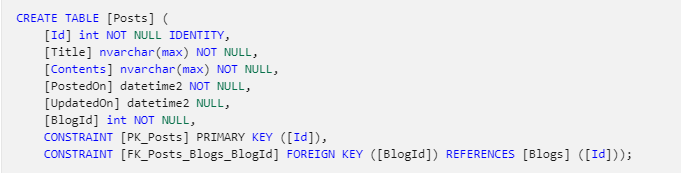 CREATE TABLE [Posts] (
    [Id] int NOT NULL IDENTITY,
    [Title] nvarchar(max) NOT NULL,
    [Contents] nvarchar(max) NOT NULL,
    [PostedOn] datetime2 NOT NULL,
    [UpdatedOn] datetime2 NULL,
    [BlogId] int NOT NULL,
    CONSTRAINT [PK_Posts] PRIMARY KEY ([Id]),
    CONSTRAINT [FK_Posts_Blogs_BlogId] FOREIGN KEY ([BlogId]) REFERENCES [Blogs] ([Id]));